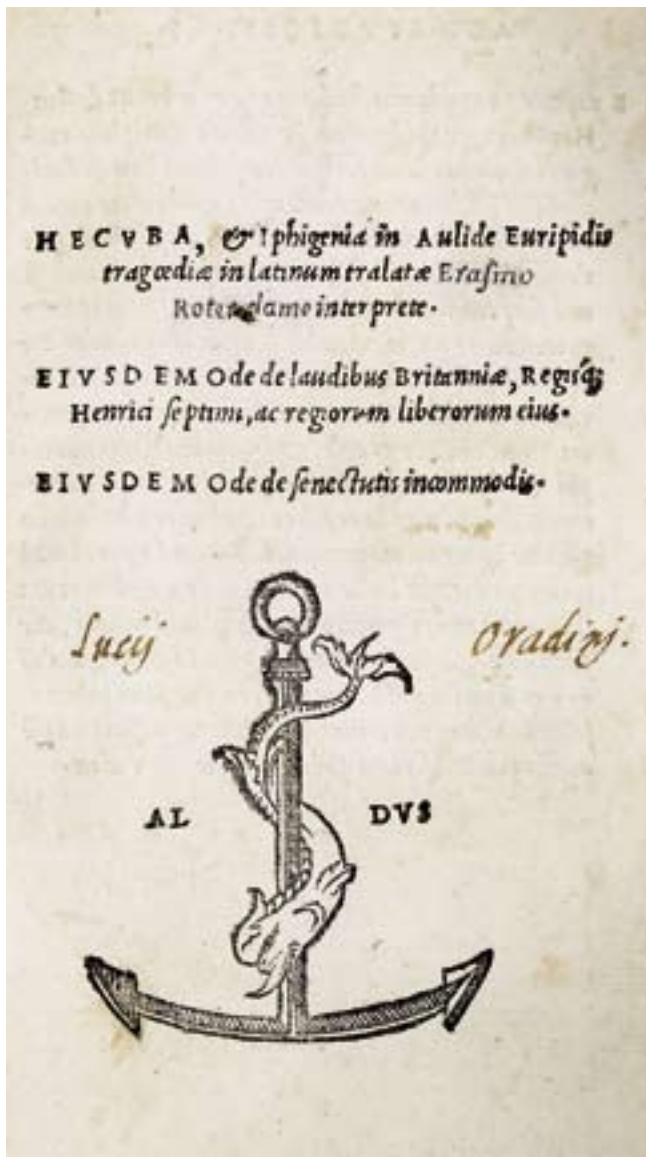 HECVBA, & Iphigenia in Aulide Euripidis
tragœdiæ in latinum tralatæ Eraſmo
Roterodamo interprete.
EIVSDEM Ode de laudibus Britanniæ, Regisq;
Henrici ſeptimi, ac regiorum liberorum eius.
EIVSDEM Ode de ſenectutis incommodis.
Lucij Oradinj.
AL DVS